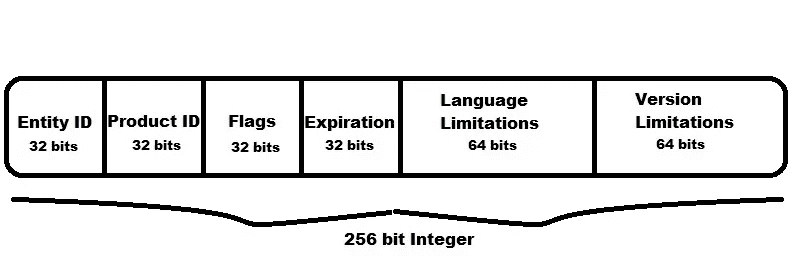 Entity ID
32 bits
Product ID
32 bits
Flags
32 bits
Expiration
32 bits
Language
Limitations
64 bits
Version
Limitations
64 bits
256 bit Integer